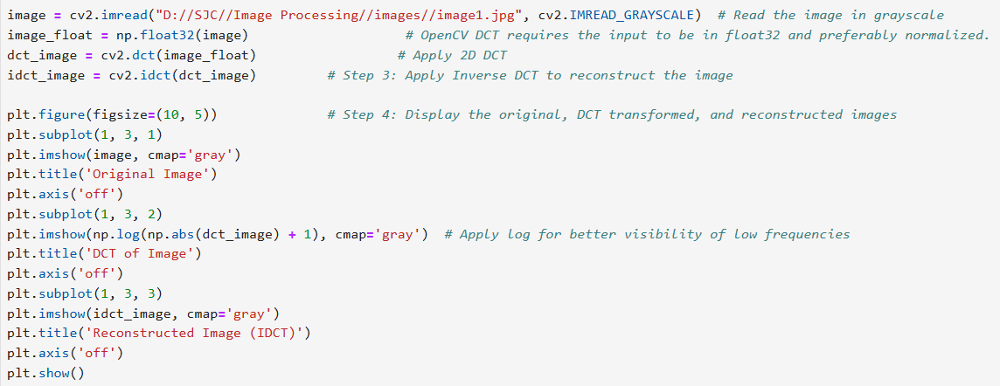 image = cv2.imread("D://SJC//Image Processing//images//image1.jpg", cv2.IMREAD_GRAYSCALE)  # Read the image in grayscale
image_float = np.float32(image)                    # OpenCV DCT requires the input to be in float32 and preferably normalized.
dct_image = cv2.dct(image_float)                  # Apply 2D DCT
idct_image = cv2.idct(dct_image)         # Step 3: Apply Inverse DCT to reconstruct the image

plt.figure(figsize=(10, 5))              # Step 4: Display the original, DCT transformed, and reconstructed images
plt.subplot(1, 3, 1)
plt.imshow(image, cmap='gray')
plt.title('Original Image')
plt.axis('off')
plt.subplot(1, 3, 2)
plt.imshow(np.log(np.abs(dct_image) + 1), cmap='gray')  # Apply log for better visibility of low frequencies
plt.title('DCT of Image')
plt.axis('off')
plt.subplot(1, 3, 3)
plt.imshow(idct_image, cmap='gray')
plt.title('Reconstructed Image (IDCT)')
plt.axis('off')
plt.show()